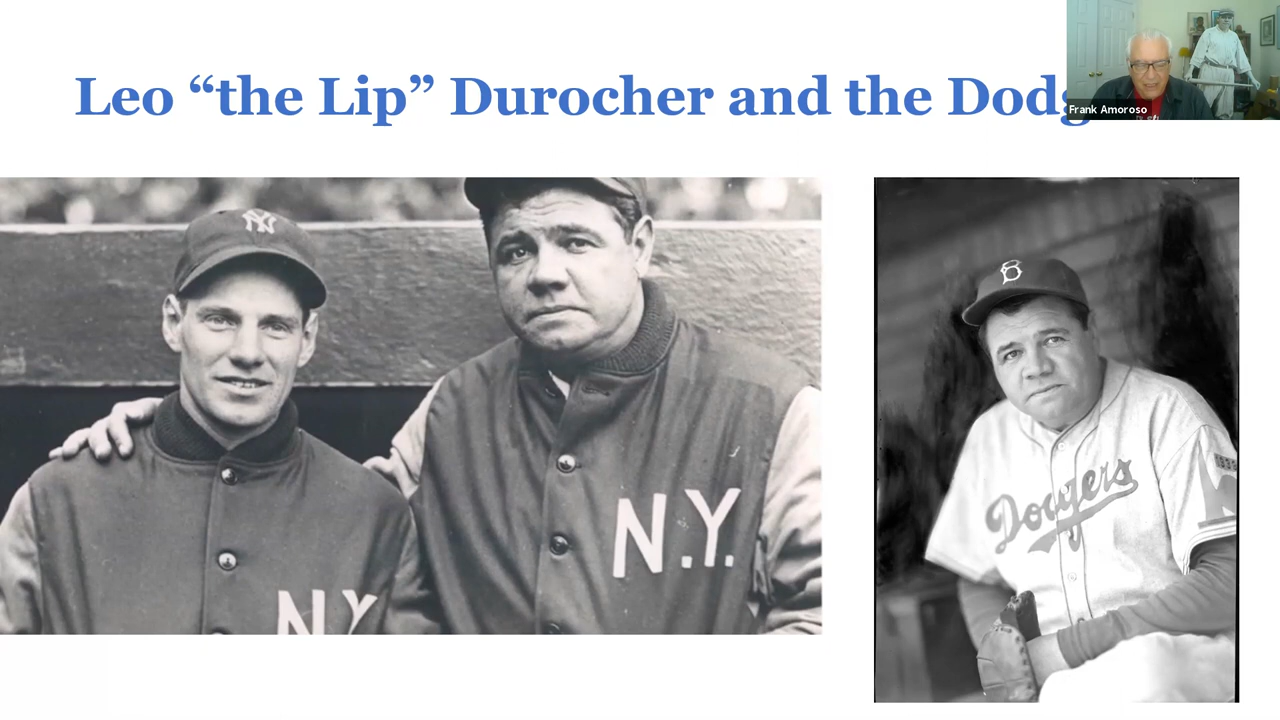 Leo “the Lip” Durocher and the Dodg
Frank Amoroso
NY
N.Y.
NY
B
Dodgers